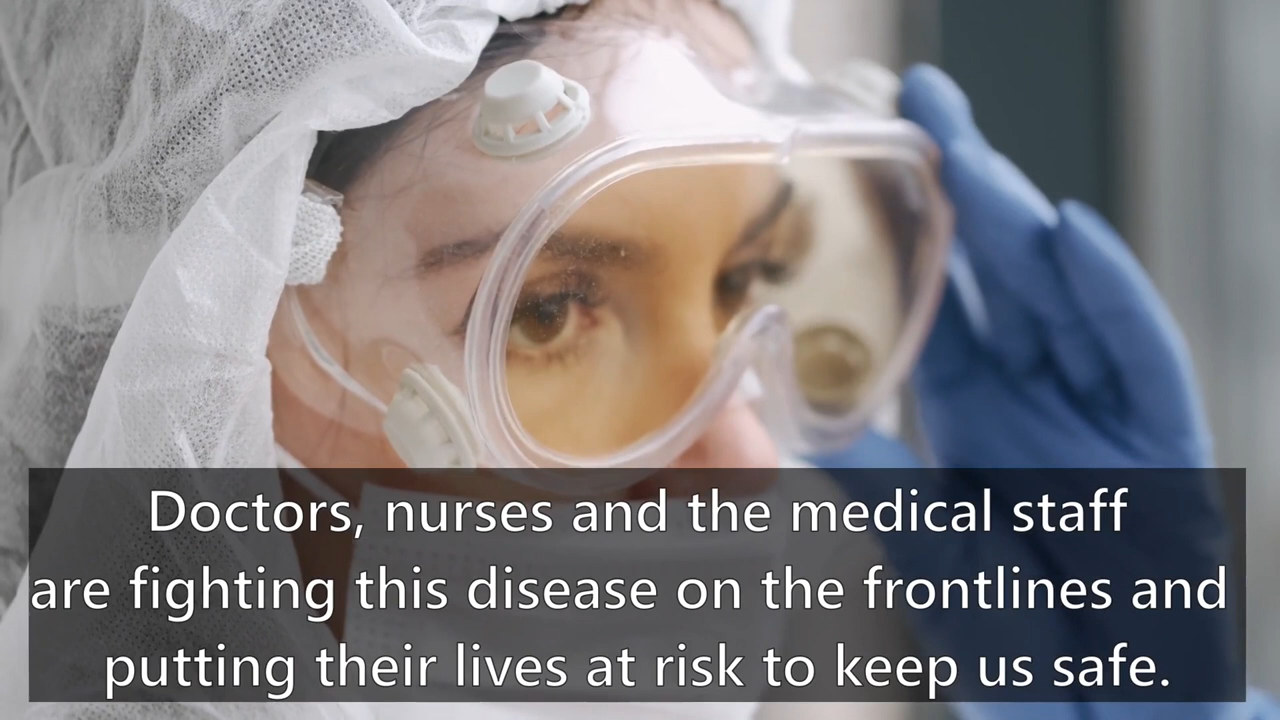 Doctors, nurses and the medical staff
are fighting this disease on the frontlines and
putting their lives at risk to keep us safe.